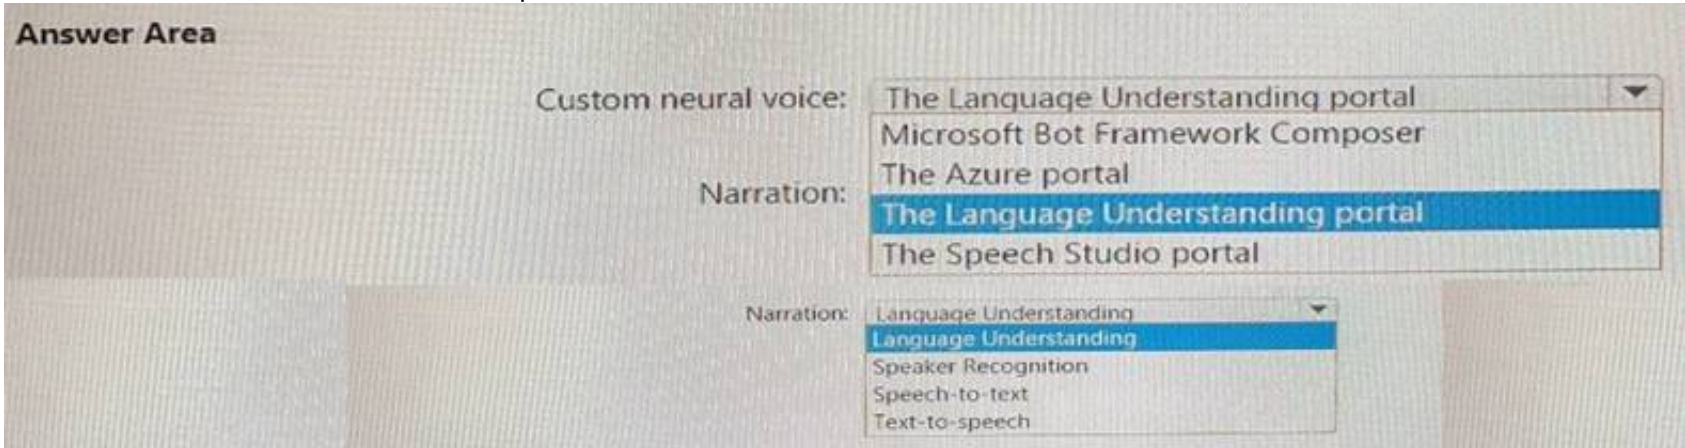 Answer Area
Custom neural voice: The Language Understanding portal
Microsoft Bot Framework Composer
The Azure portal
Narration:
The Language Understanding portal
The Speech Studio portal
Narration: Language Understanding
Language Understanding
Speaker Recognition
Speech-to-text
Text-to-speech